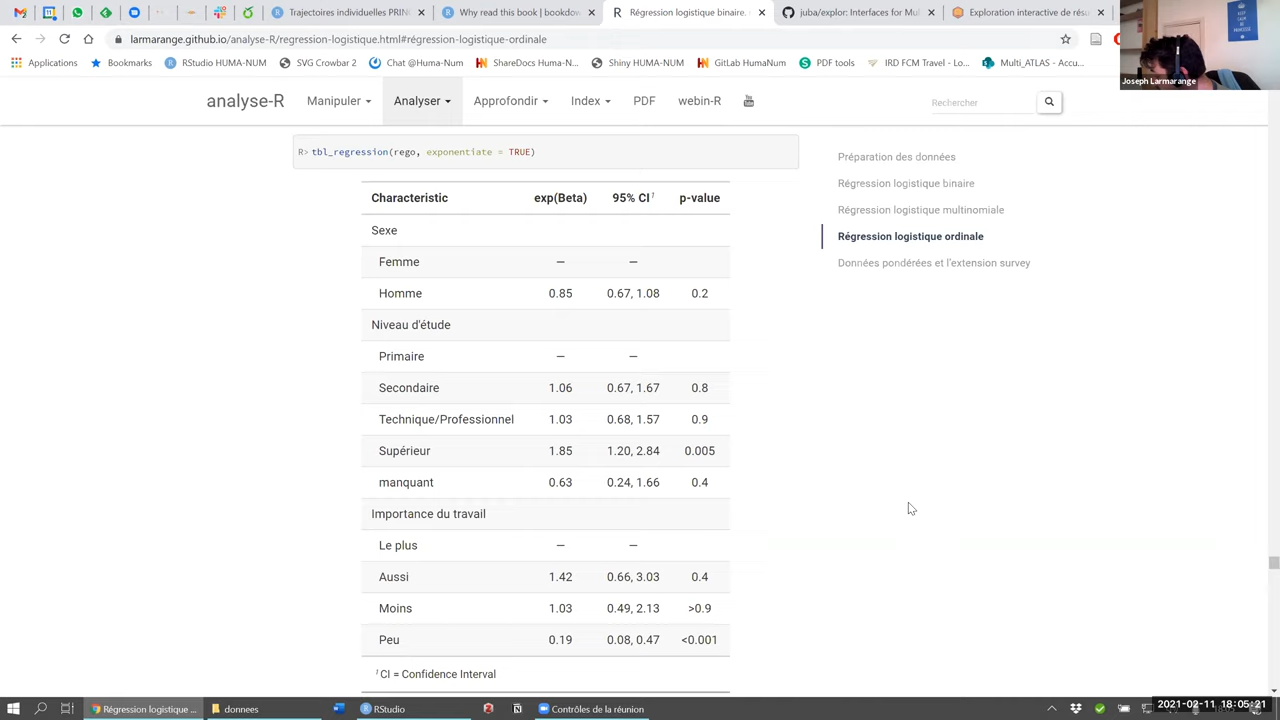 Trajectoires individuelles PRINC
Why read this book | bookdow
Régression logistique binaire,
juba/explor: Interfaces for Mul
Exploration interactive de résu
larmarange.github.io/analyse-R/regression-logistique.html#régression-logistique-ordinale
Applications
Bookmarks
RStudio HUMA-NUM
SVG Crowbar 2
Chat @Huma-Num
ShareDocs Huma-N...
Shiny HUMA-NUM
GitLab HumaNum
PDF tools
IRD FCM Travel - Lo...
Multi_ATLAS - Accu...
KEEP CALM
Joseph Larmarange
analyse-R
Manipuler
Analyser
Approfondir
Index
PDF
webin-R
Rechercher
R> tbl_regression(rego, exponentiate = TRUE)
Characteristic exp(Beta) 95% CI¹ p-value
Sexe
Femme — —
Homme 0.85 0.67, 1.08 0.2
Niveau d'étude
Primaire — —
Secondaire 1.06 0.67, 1.67 0.8
Technique/Professionnel 1.03 0.68, 1.57 0.9
Supérieur 1.85 1.20, 2.84 0.005
manquant 0.63 0.24, 1.66 0.4
Importance du travail
Le plus — —
Aussi 1.42 0.66, 3.03 0.4
Moins 1.03 0.49, 2.13 >0.9
Peu 0.19 0.08, 0.47 <0.001
¹ CI = Confidence Interval
Préparation des données
Régression logistique binaire
Régression logistique multinomiale
Régression logistique ordinale
Données pondérées et l'extension survey
Régression logistique ...
donnees
RStudio
Contrôles de la réunion
2021-02-11 18:05:21